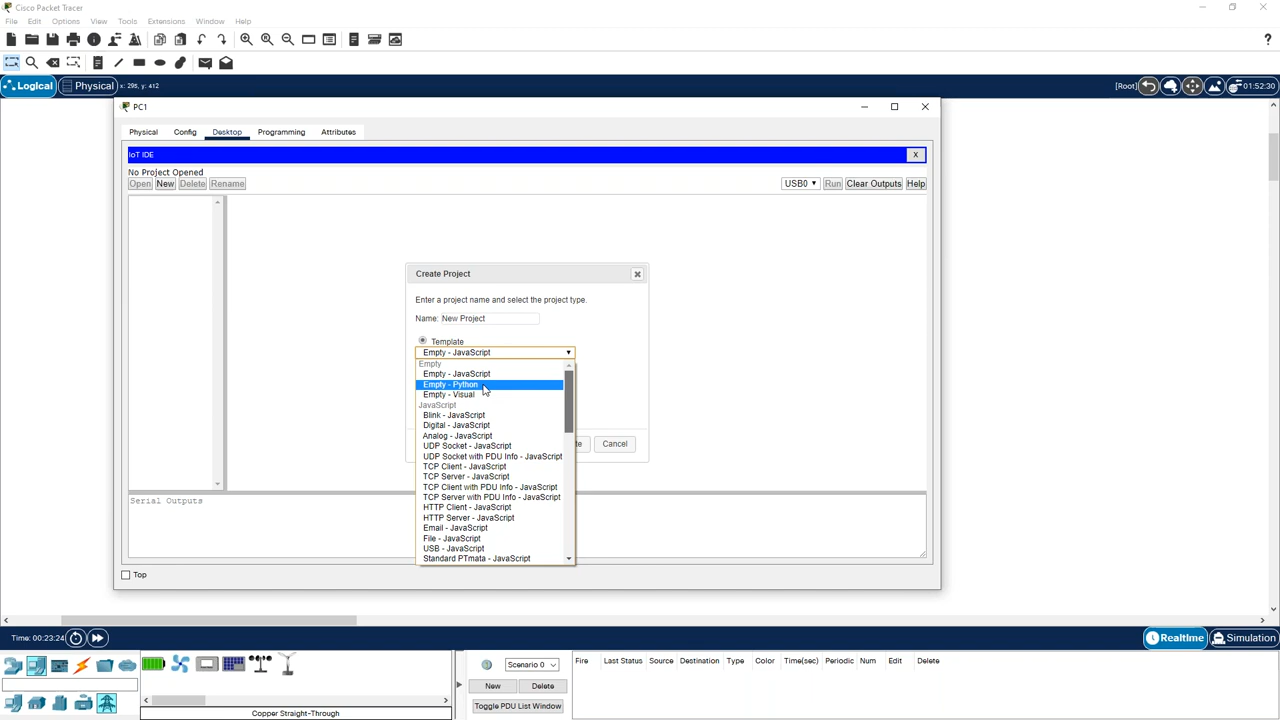 Cisco Packet Tracer
File Edit Options View Tools Extensions Window Help
Logical Physical x: 295, y: 412 [Root] 01:52:30
PC1
Physical Config Desktop Programming Attributes
IoT IDE X
No Project Opened
Open New Delete Rename USB0 Run Clear Outputs Help
Create Project
Enter a project name and select the project type.
Name: New Project
Template
Empty - JavaScript
Empty
Empty - JavaScript
Empty - Python
Empty - Visual
JavaScript
Blink - JavaScript
Digital - JavaScript
Analog - JavaScript
te Cancel
UDP Socket - JavaScript
UDP Socket with PDU Info - JavaScript
TCP Client - JavaScript
TCP Server - JavaScript
TCP Client with PDU Info - JavaScript
TCP Server with PDU Info - JavaScript
Serial Outputs
HTTP Client - JavaScript
HTTP Server - JavaScript
Email - JavaScript
File - JavaScript
USB - JavaScript
Standard PTmata - JavaScript
Top
Time: 00:23:24 Realtime Simulation
Scenario 0 Fire Last Status Source Destination Type Color Time(sec) Periodic Num Edit Delete
New Delete
Toggle PDU List Window
Copper Straight-Through